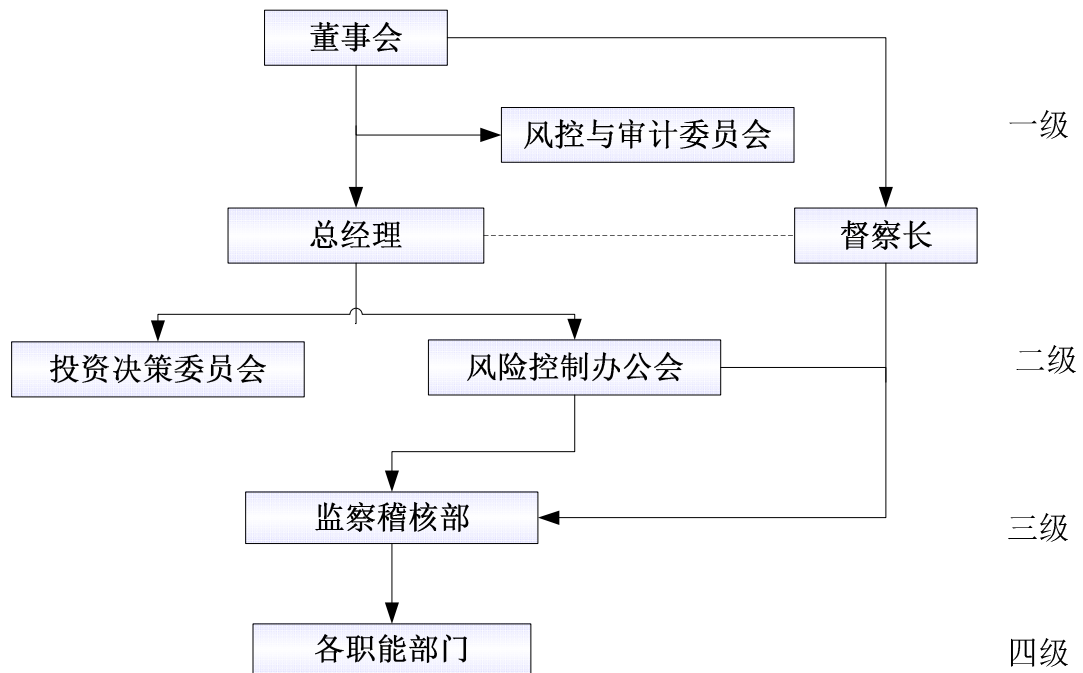 董事会
风控与审计委员会
一级
总经理
督察长
投资决策委员会
风险控制办公会
二级
监察稽核部
三级
各职能部门
四级